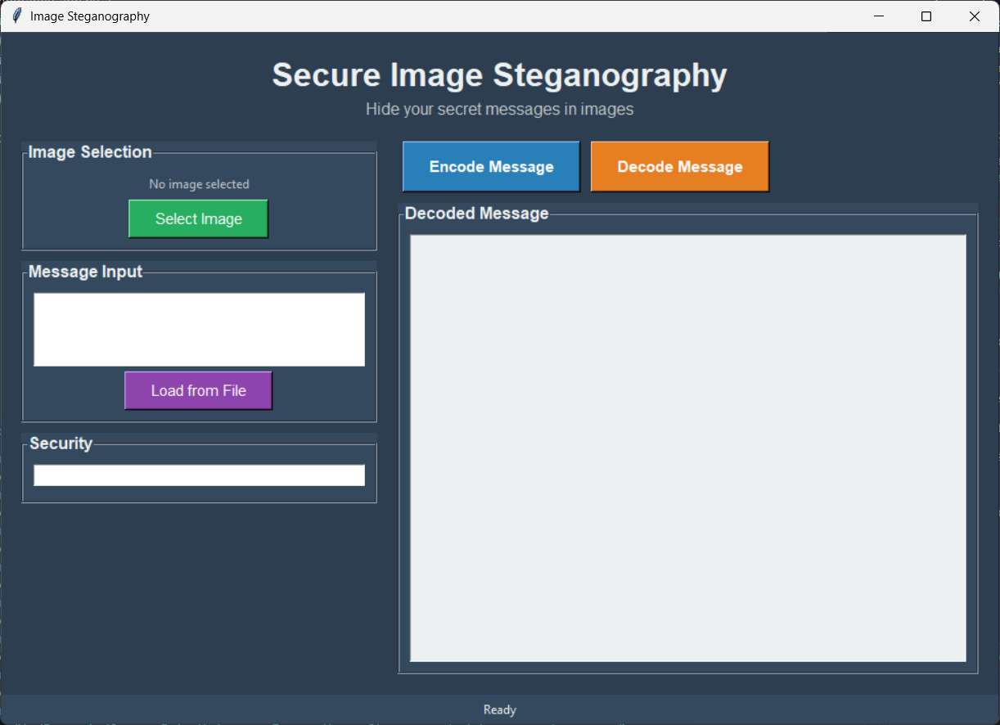 Image Steganography
Secure Image Steganography
Hide your secret messages in images
Image Selection
No image selected
Select Image
Message Input
Load from File
Security
Encode Message
Decode Message
Decoded Message
Ready